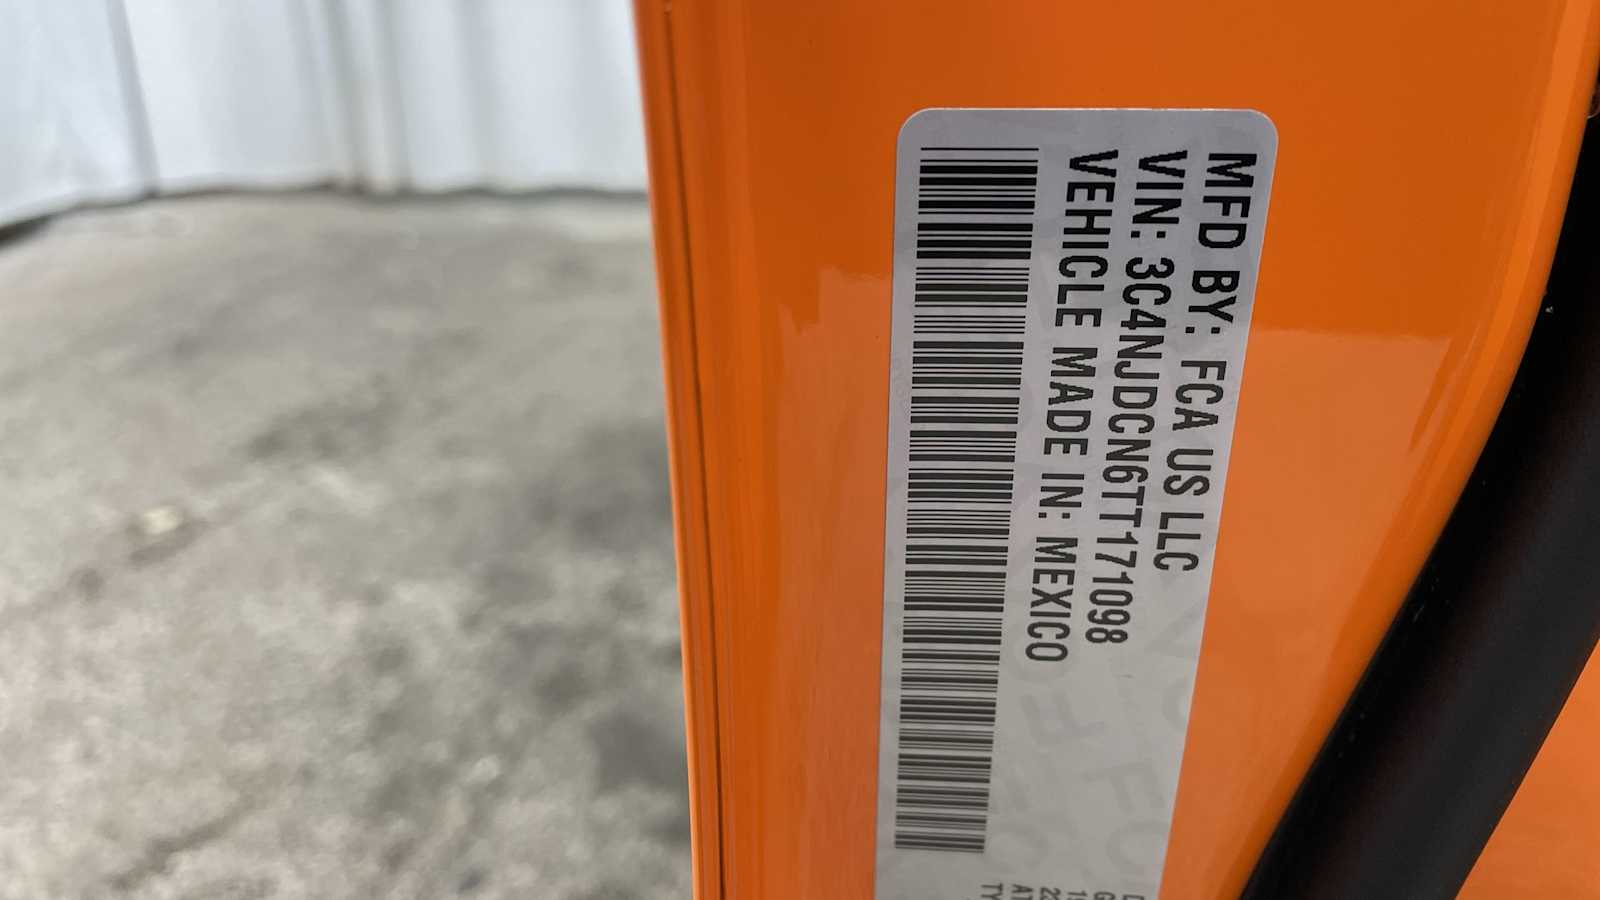 MFD BY: FCA US LLC
VIN: 3C4NJDCN6TT171098
VEHICLE MADE IN: MEXICO